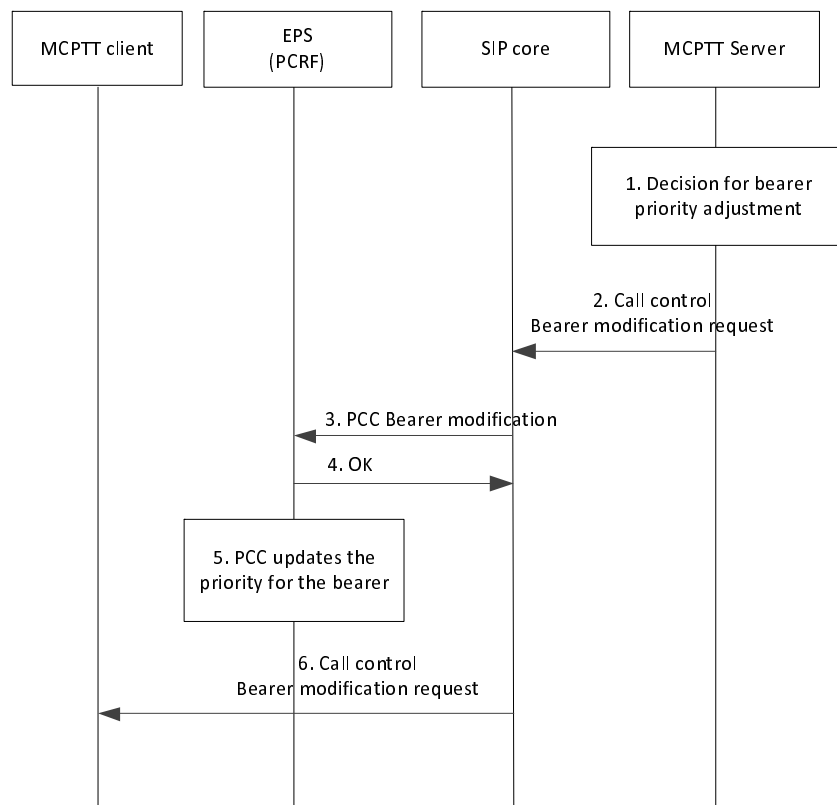 MCPTT client
EPS
(PCRF)
SIP core
MCPTT Server
1. Decision for bearer
priority adjustment
2. Call control
Bearer modification request
3. PCC Bearer modification
4. OK
5. PCC updates the
priority for the bearer
6. Call control
Bearer modification request